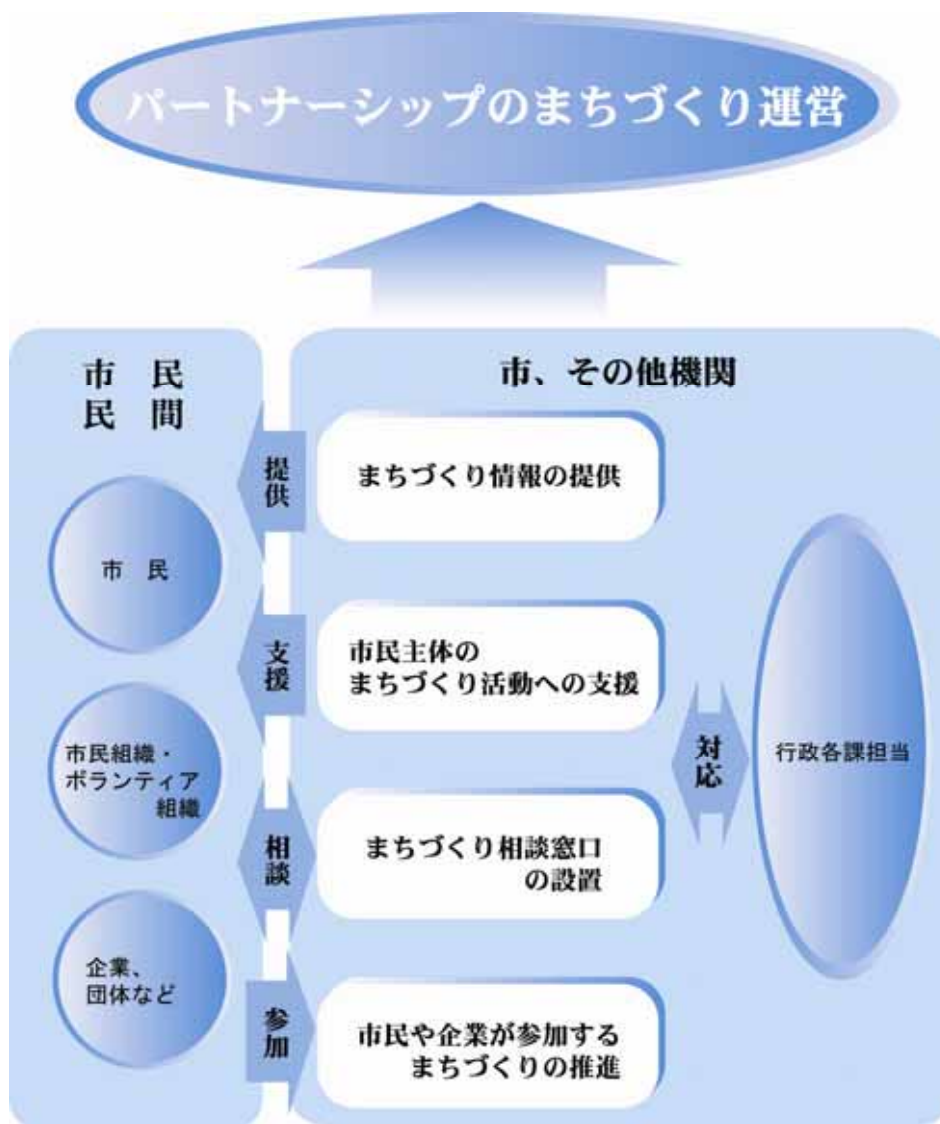 パートナーシップのまちづくり運営
市　民
民　間
市民
市民組織・
ボランティア
組織
企業、
団体など
提供
支援
相談
参加
市、その他機関
まちづくり情報の提供
市民主体の
まちづくり活動への支援
まちづくり相談窓口
の設置
市民や企業が参加する
まちづくりの推進
対応
行政各課担当